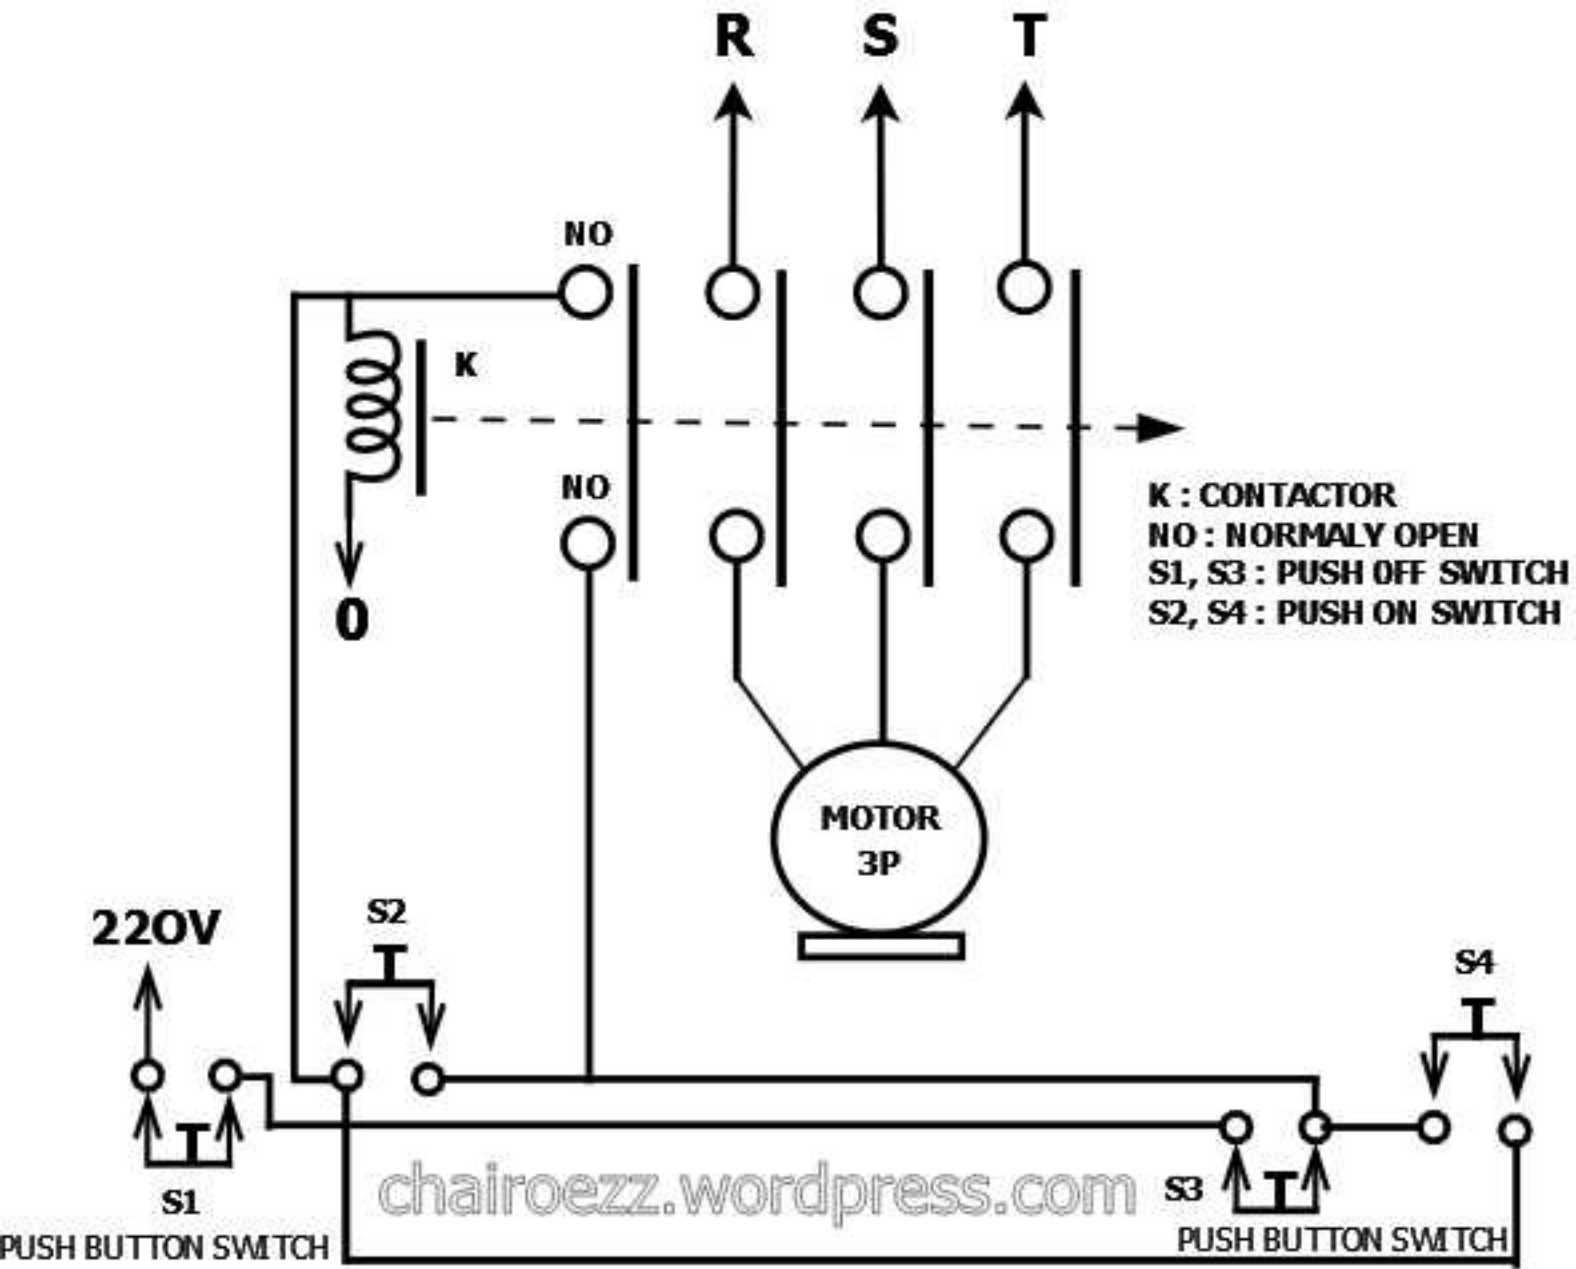 R S T
NO
K
NO
0
K : CONTACTOR
NO : NORMALY OPEN
S1, S3 : PUSH OFF SWITCH
S2, S4 : PUSH ON SWITCH
MOTOR
3P
220V
S2
S4
S1
PUSH BUTTON SWITCH
chairoezz.wordpress.com
S3
PUSH BUTTON SWITCH